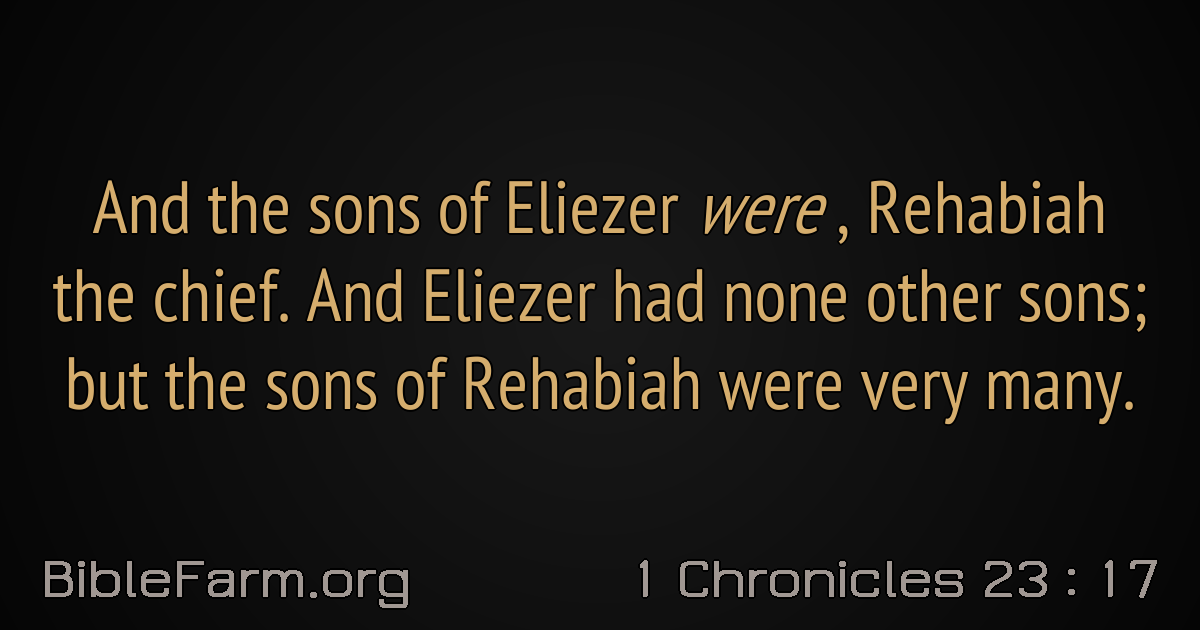 And the sons of Eliezer were , Rehabiah
the chief. And Eliezer had none other sons;
but the sons of Rehabiah were very many.
BibleFarm.org
1 Chronicles 23 : 17